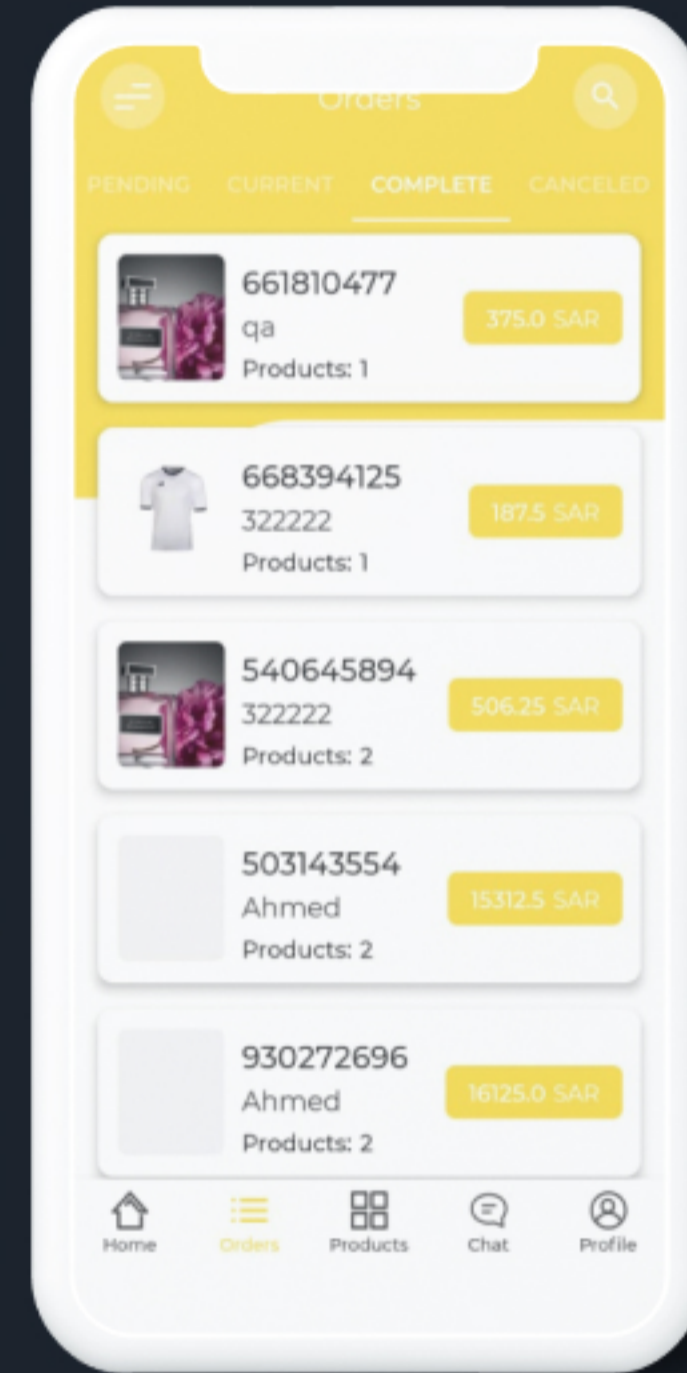 Orders
PENDING CURRENT COMPLETE CANCELED
661810477
qa
375.0 SAR
Products: 1
668394125
322222
187.5 SAR
Products: 1
540645894
322222
506.25 SAR
Products: 2
503143554
Ahmed
15312.5 SAR
Products: 2
930272696
Ahmed
16125.0 SAR
Products: 2
Home Orders Products Chat Profile